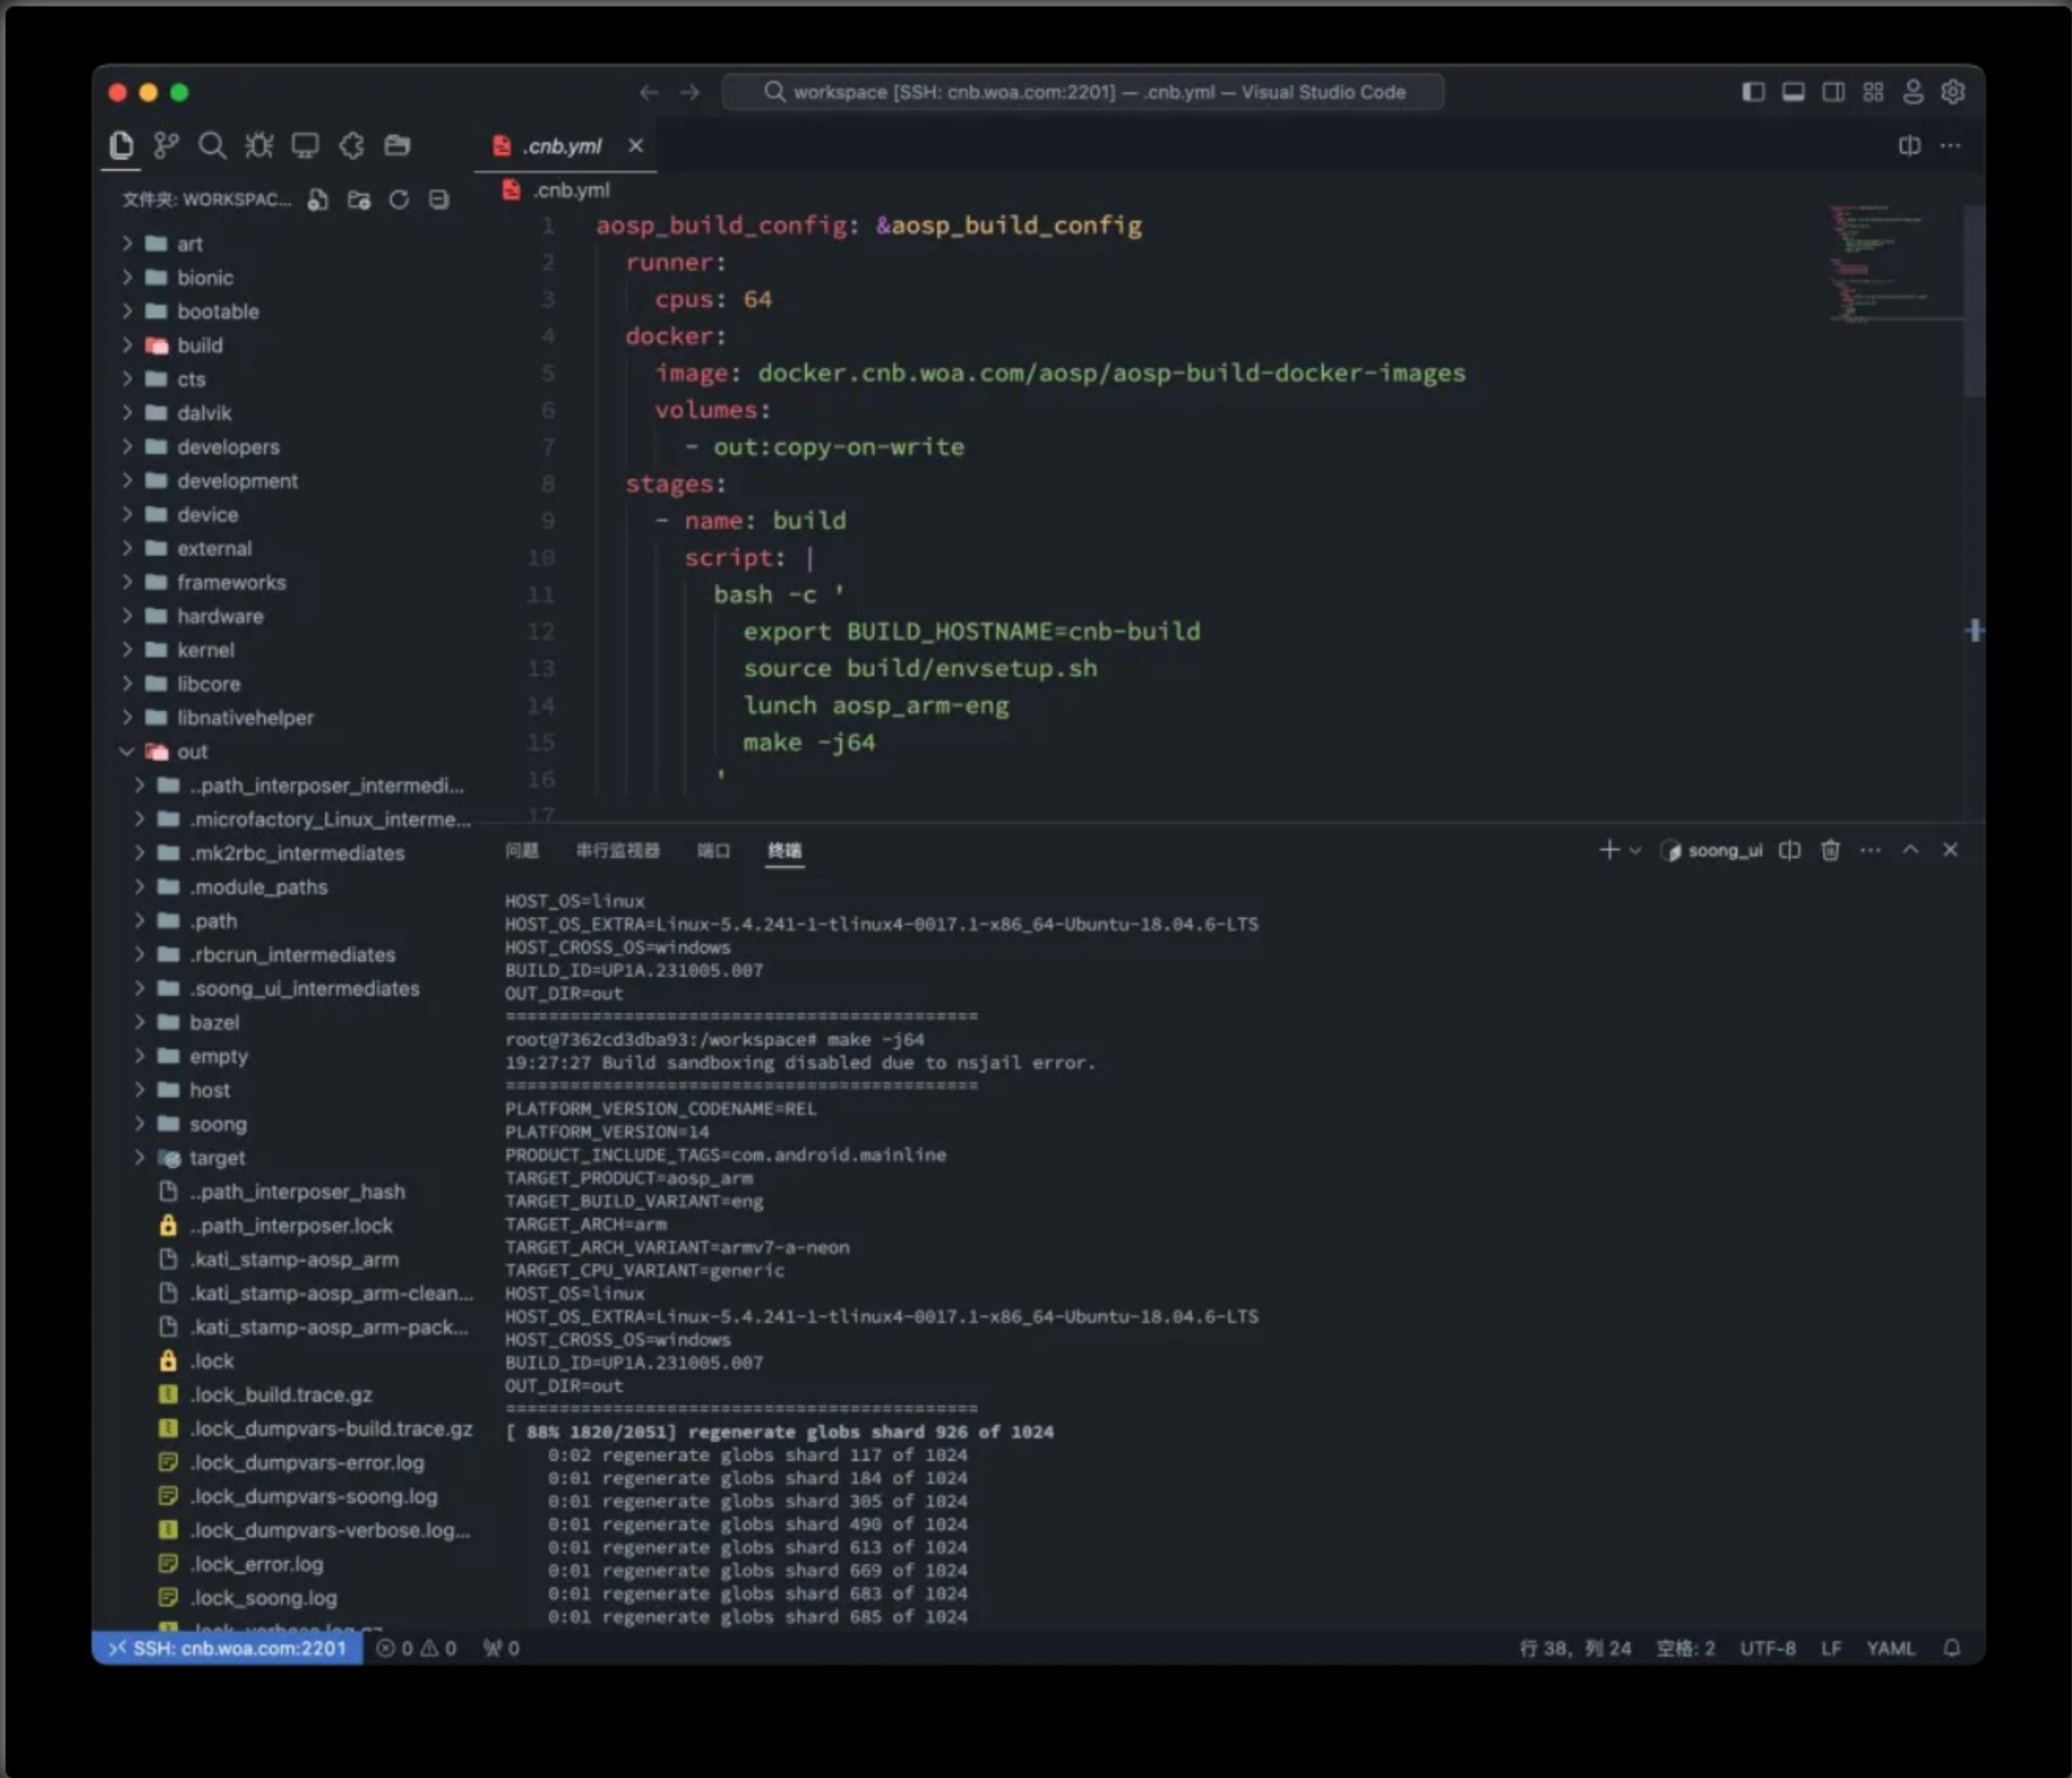 workspace [SSH: cnb.woa.com:2201] — .cnb.yml — Visual Studio Code
.cnb.yml
文件夹: WORKSPAC...
.cnb.yml
art
bionic
bootable
build
cts
dalvik
developers
development
device
external
frameworks
hardware
kernel
libcore
libnativehelper
out
..path_interposer_intermedi...
.microfactory_Linux_interme...
.mk2rbc_intermediates
.module_paths
.path
.rbcrun_intermediates
.soong_ui_intermediates
bazel
empty
host
soong
target
..path_interposer_hash
..path_interposer.lock
.kati_stamp-aosp_arm
.kati_stamp-aosp_arm-clean...
.kati_stamp-aosp_arm-pack...
.lock
.lock_build.trace.gz
.lock_dumpvars-build.trace.gz
.lock_dumpvars-error.log
.lock_dumpvars-soong.log
.lock_dumpvars-verbose.log...
.lock_error.log
.lock_soong.log
1 aosp_build_config: &aosp_build_config
2 runner:
3 cpus: 64
4 docker:
5 image: docker.cnb.woa.com/aosp/aosp-build-docker-images
6 volumes:
7 - out:copy-on-write
8 stages:
9 - name: build
10 script: |
11 bash -c '
12 export BUILD_HOSTNAME=cnb-build
13 source build/envsetup.sh
14 lunch aosp_arm-eng
15 make -j64
16 '
17
问题 串行监视器 端口 终端
soong_ui
HOST_OS=linux
HOST_OS_EXTRA=Linux-5.4.241-1-tlinux4-0017.1-x86_64-Ubuntu-18.04.6-LTS
HOST_CROSS_OS=windows
BUILD_ID=UP1A.231005.007
OUT_DIR=out
============================================
root@7362cd3dba93:/workspace# make -j64
19:27:27 Build sandboxing disabled due to nsjail error.
============================================
PLATFORM_VERSION_CODENAME=REL
PLATFORM_VERSION=14
PRODUCT_INCLUDE_TAGS=com.android.mainline
TARGET_PRODUCT=aosp_arm
TARGET_BUILD_VARIANT=eng
TARGET_ARCH=arm
TARGET_ARCH_VARIANT=armv7-a-neon
TARGET_CPU_VARIANT=generic
HOST_OS=linux
HOST_OS_EXTRA=Linux-5.4.241-1-tlinux4-0017.1-x86_64-Ubuntu-18.04.6-LTS
HOST_CROSS_OS=windows
BUILD_ID=UP1A.231005.007
OUT_DIR=out
============================================
[ 88% 1820/2051] regenerate globs shard 926 of 1024
0:02 regenerate globs shard 117 of 1024
0:01 regenerate globs shard 184 of 1024
0:01 regenerate globs shard 305 of 1024
0:01 regenerate globs shard 490 of 1024
0:01 regenerate globs shard 613 of 1024
0:01 regenerate globs shard 669 of 1024
0:01 regenerate globs shard 683 of 1024
0:01 regenerate globs shard 685 of 1024
SSH: cnb.woa.com:2201 0 0 0 行 38, 列 24 空格: 2 UTF-8 LF YAML